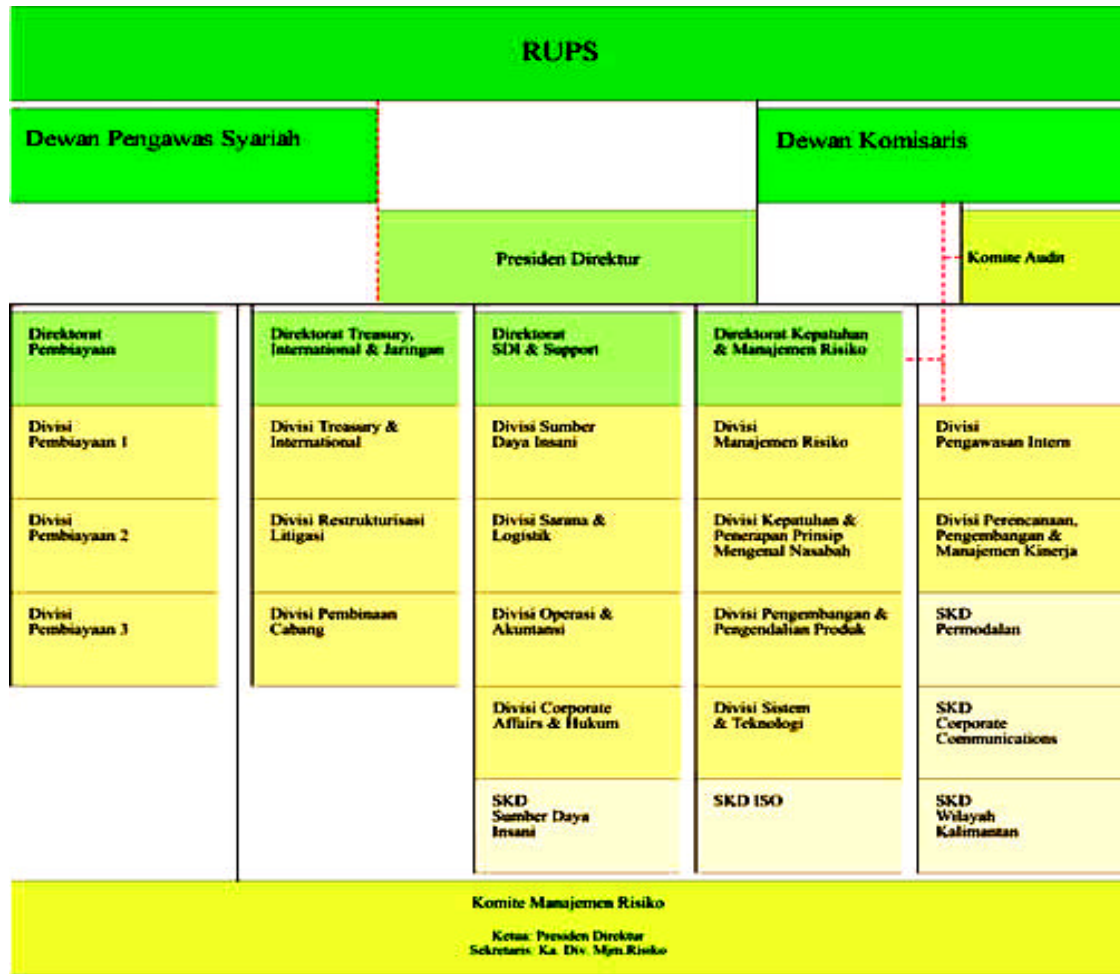 RUPS
Dewan Pengawas Syariah
Dewan Komisaris
Presiden Direktur
Komite Audit
Direktorat
Pembiayaan
Direktorat Treasury,
International & Jaringan
Direktorat
SDI & Support
Direktorat Kepatuhan
& Manajemen Risiko
Divisi
Pembiayaan 1
Divisi Treasury &
International
Divisi Sumber
Daya Insani
Divisi
Manajemen Risiko
Divisi
Pengawasan Intern
Divisi
Pembiayaan 2
Divisi Restrukturisasi
Litigasi
Divisi Sarana &
Logistik
Divisi Kepatuhan &
Penerapan Prinsip
Mengenal Nasabah
Divisi Perencanaan,
Pengembangan &
Manajemen Kinerja
Divisi
Pembiayaan 3
Divisi Pembinaan
Cabang
Divisi Operasi &
Akuntansi
Divisi Pengembangan &
Pengendalian Produk
SKD
Permodalan
Divisi Corporate
Affairs & Hukum
Divisi Sistem
& Teknologi
SKD
Corporate
Communications
SKD
Sumber Daya
Insani
SKD ISO
SKD
Wilayah
Kalimantan
Komite Manajemen Risiko
Ketua: Presiden Direktur
Sekretaris: Ka. Div. Mjm.Risiko